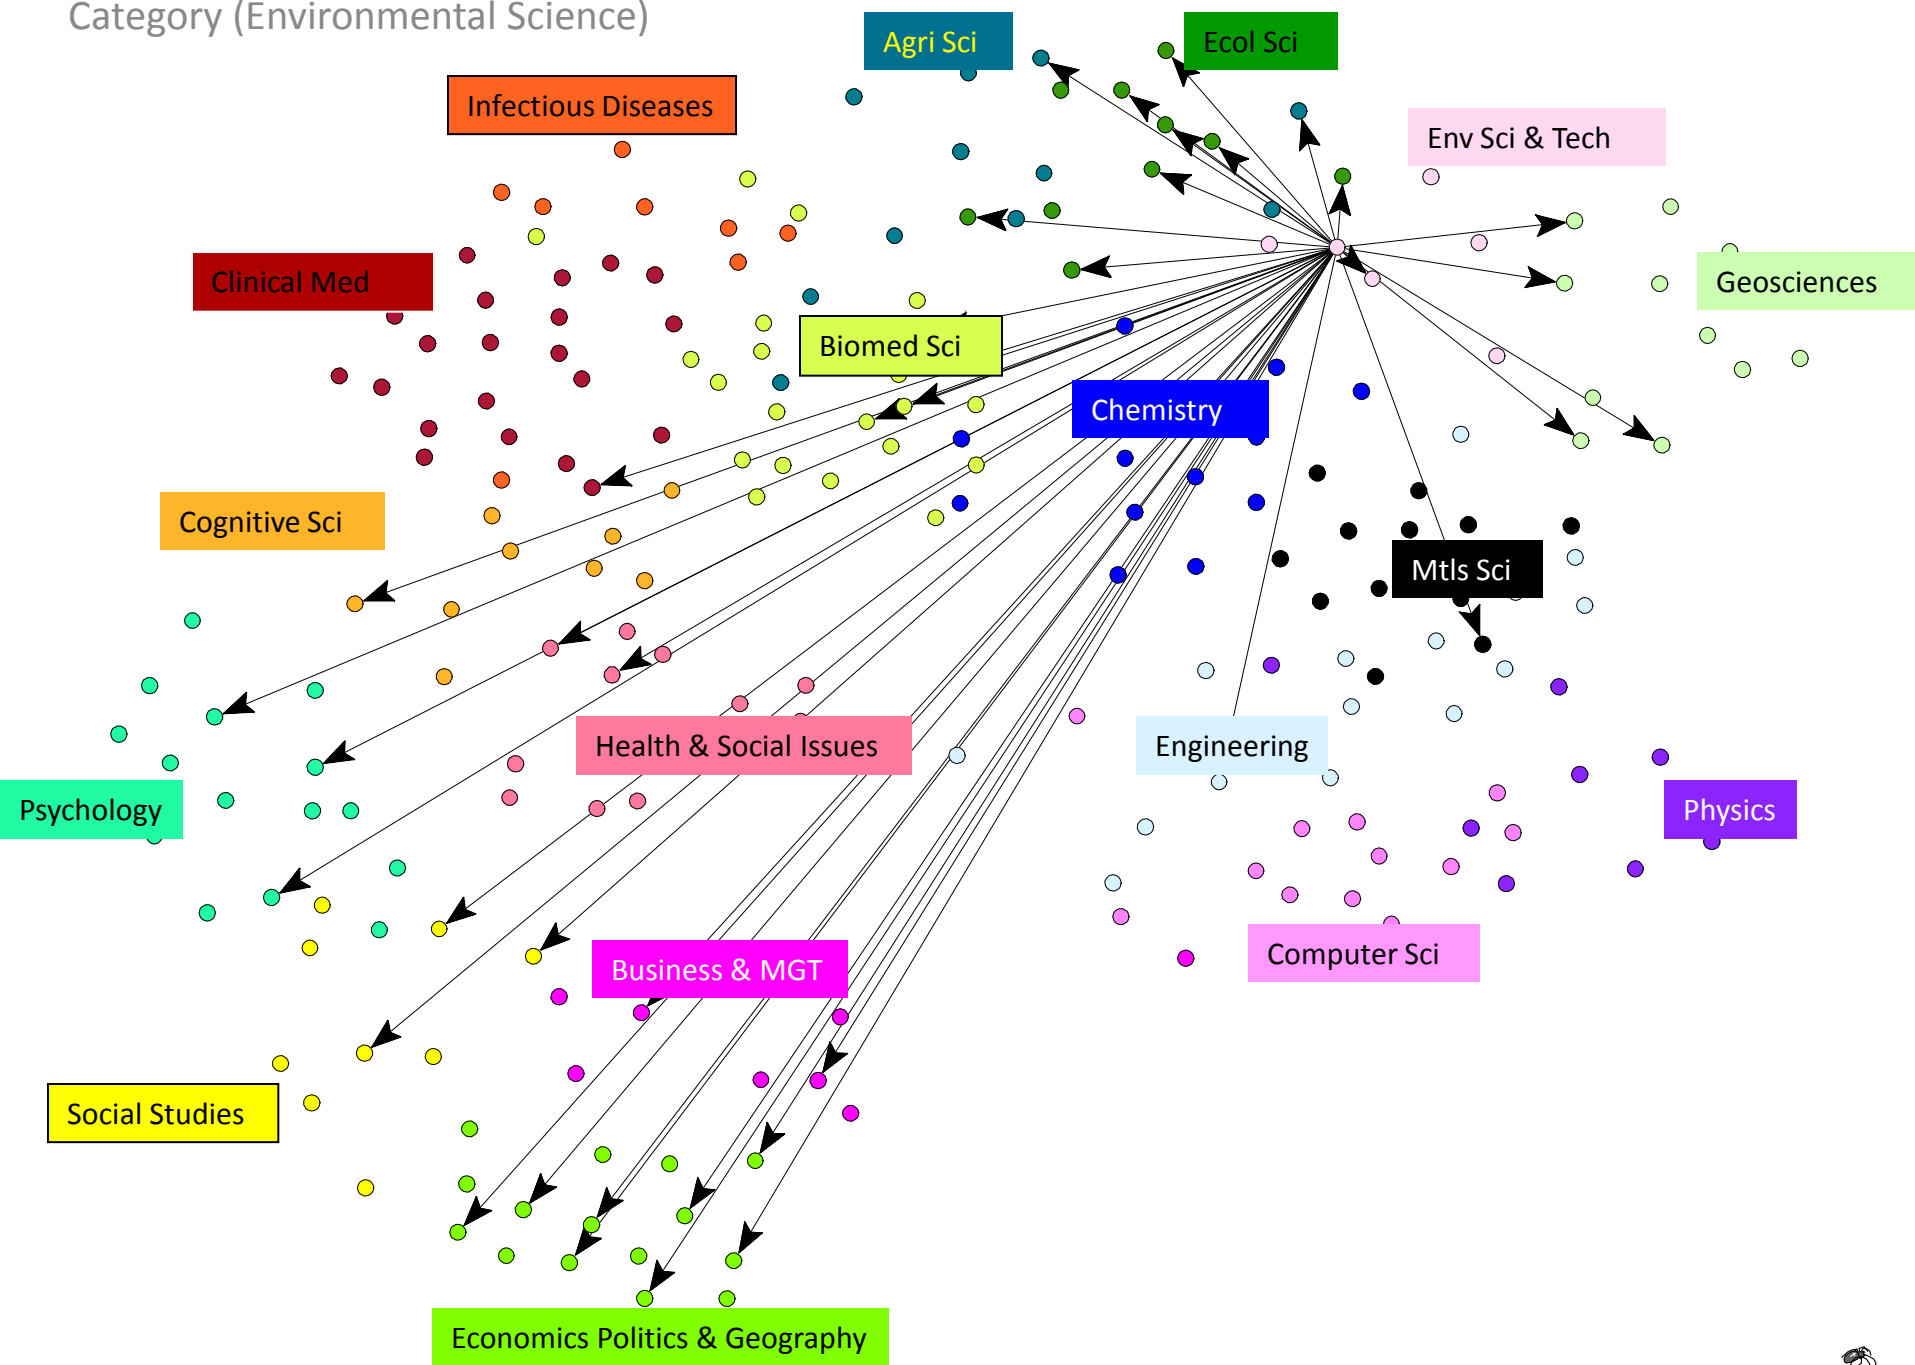 Category (Environmental Science)
Agri Sci
Ecol Sci
Infectious Diseases
Env Sci & Tech
Clinical Med
Geosciences
Biomed Sci
Chemistry
Cognitive Sci
Mtls Sci
Health & Social Issues
Engineering
Psychology
Physics
Business & MGT
Computer Sci
Social Studies
Economics Politics & Geography